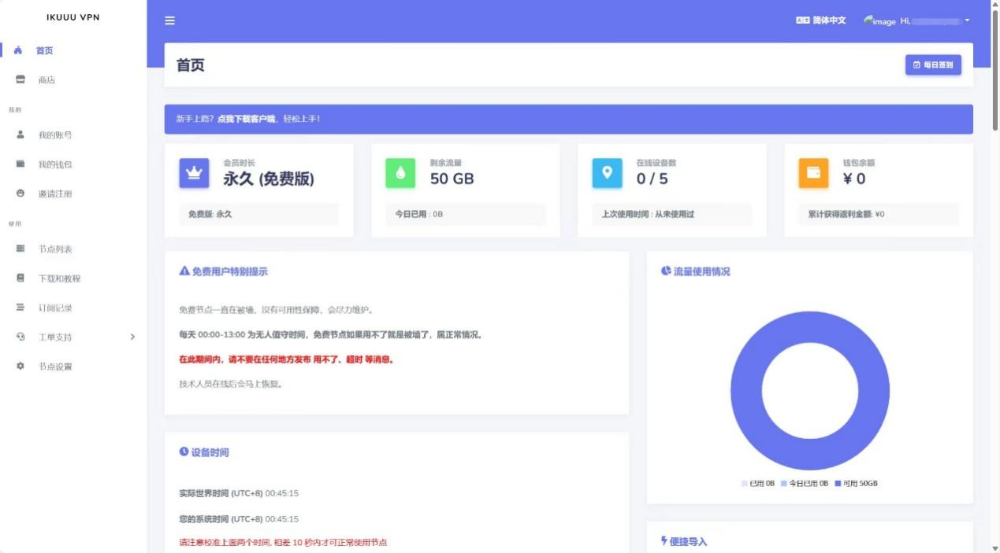 IKUUU VPN
首页
商店
我的
我的账号
我的钱包
邀请注册
使用
节点列表
下载和教程
订阅记录
工单支持
节点设置
简体中文
image Hi,
首页
每日签到
新手上路？点我下载客户端，轻松上手！
会员时长
永久 (免费版)
免费版: 永久
剩余流量
50 GB
今日已用 : 0B
在线设备数
0 / 5
上次使用时间 : 从未使用过
钱包余额
¥ 0
累计获得返利金额: ¥0
免费用户特别提示
免费节点一直在被墙，没有可用性保障，会尽力维护。
每天 00:00-13:00 为无人值守时间，免费节点如果用不了就是被墙了，属正常情况。
在此期间内，请不要在任何地方发布 用不了、超时 等消息。
技术人员在线后会马上恢复。
流量使用情况
已用 0B 今日已用 0B 可用 50GB
设备时间
实际世界时间 (UTC+8) 00:45:15
您的系统时间 (UTC+8) 00:45:15
请注意校准上面两个时间, 相差 10 秒内才可正常使用节点
便捷导入